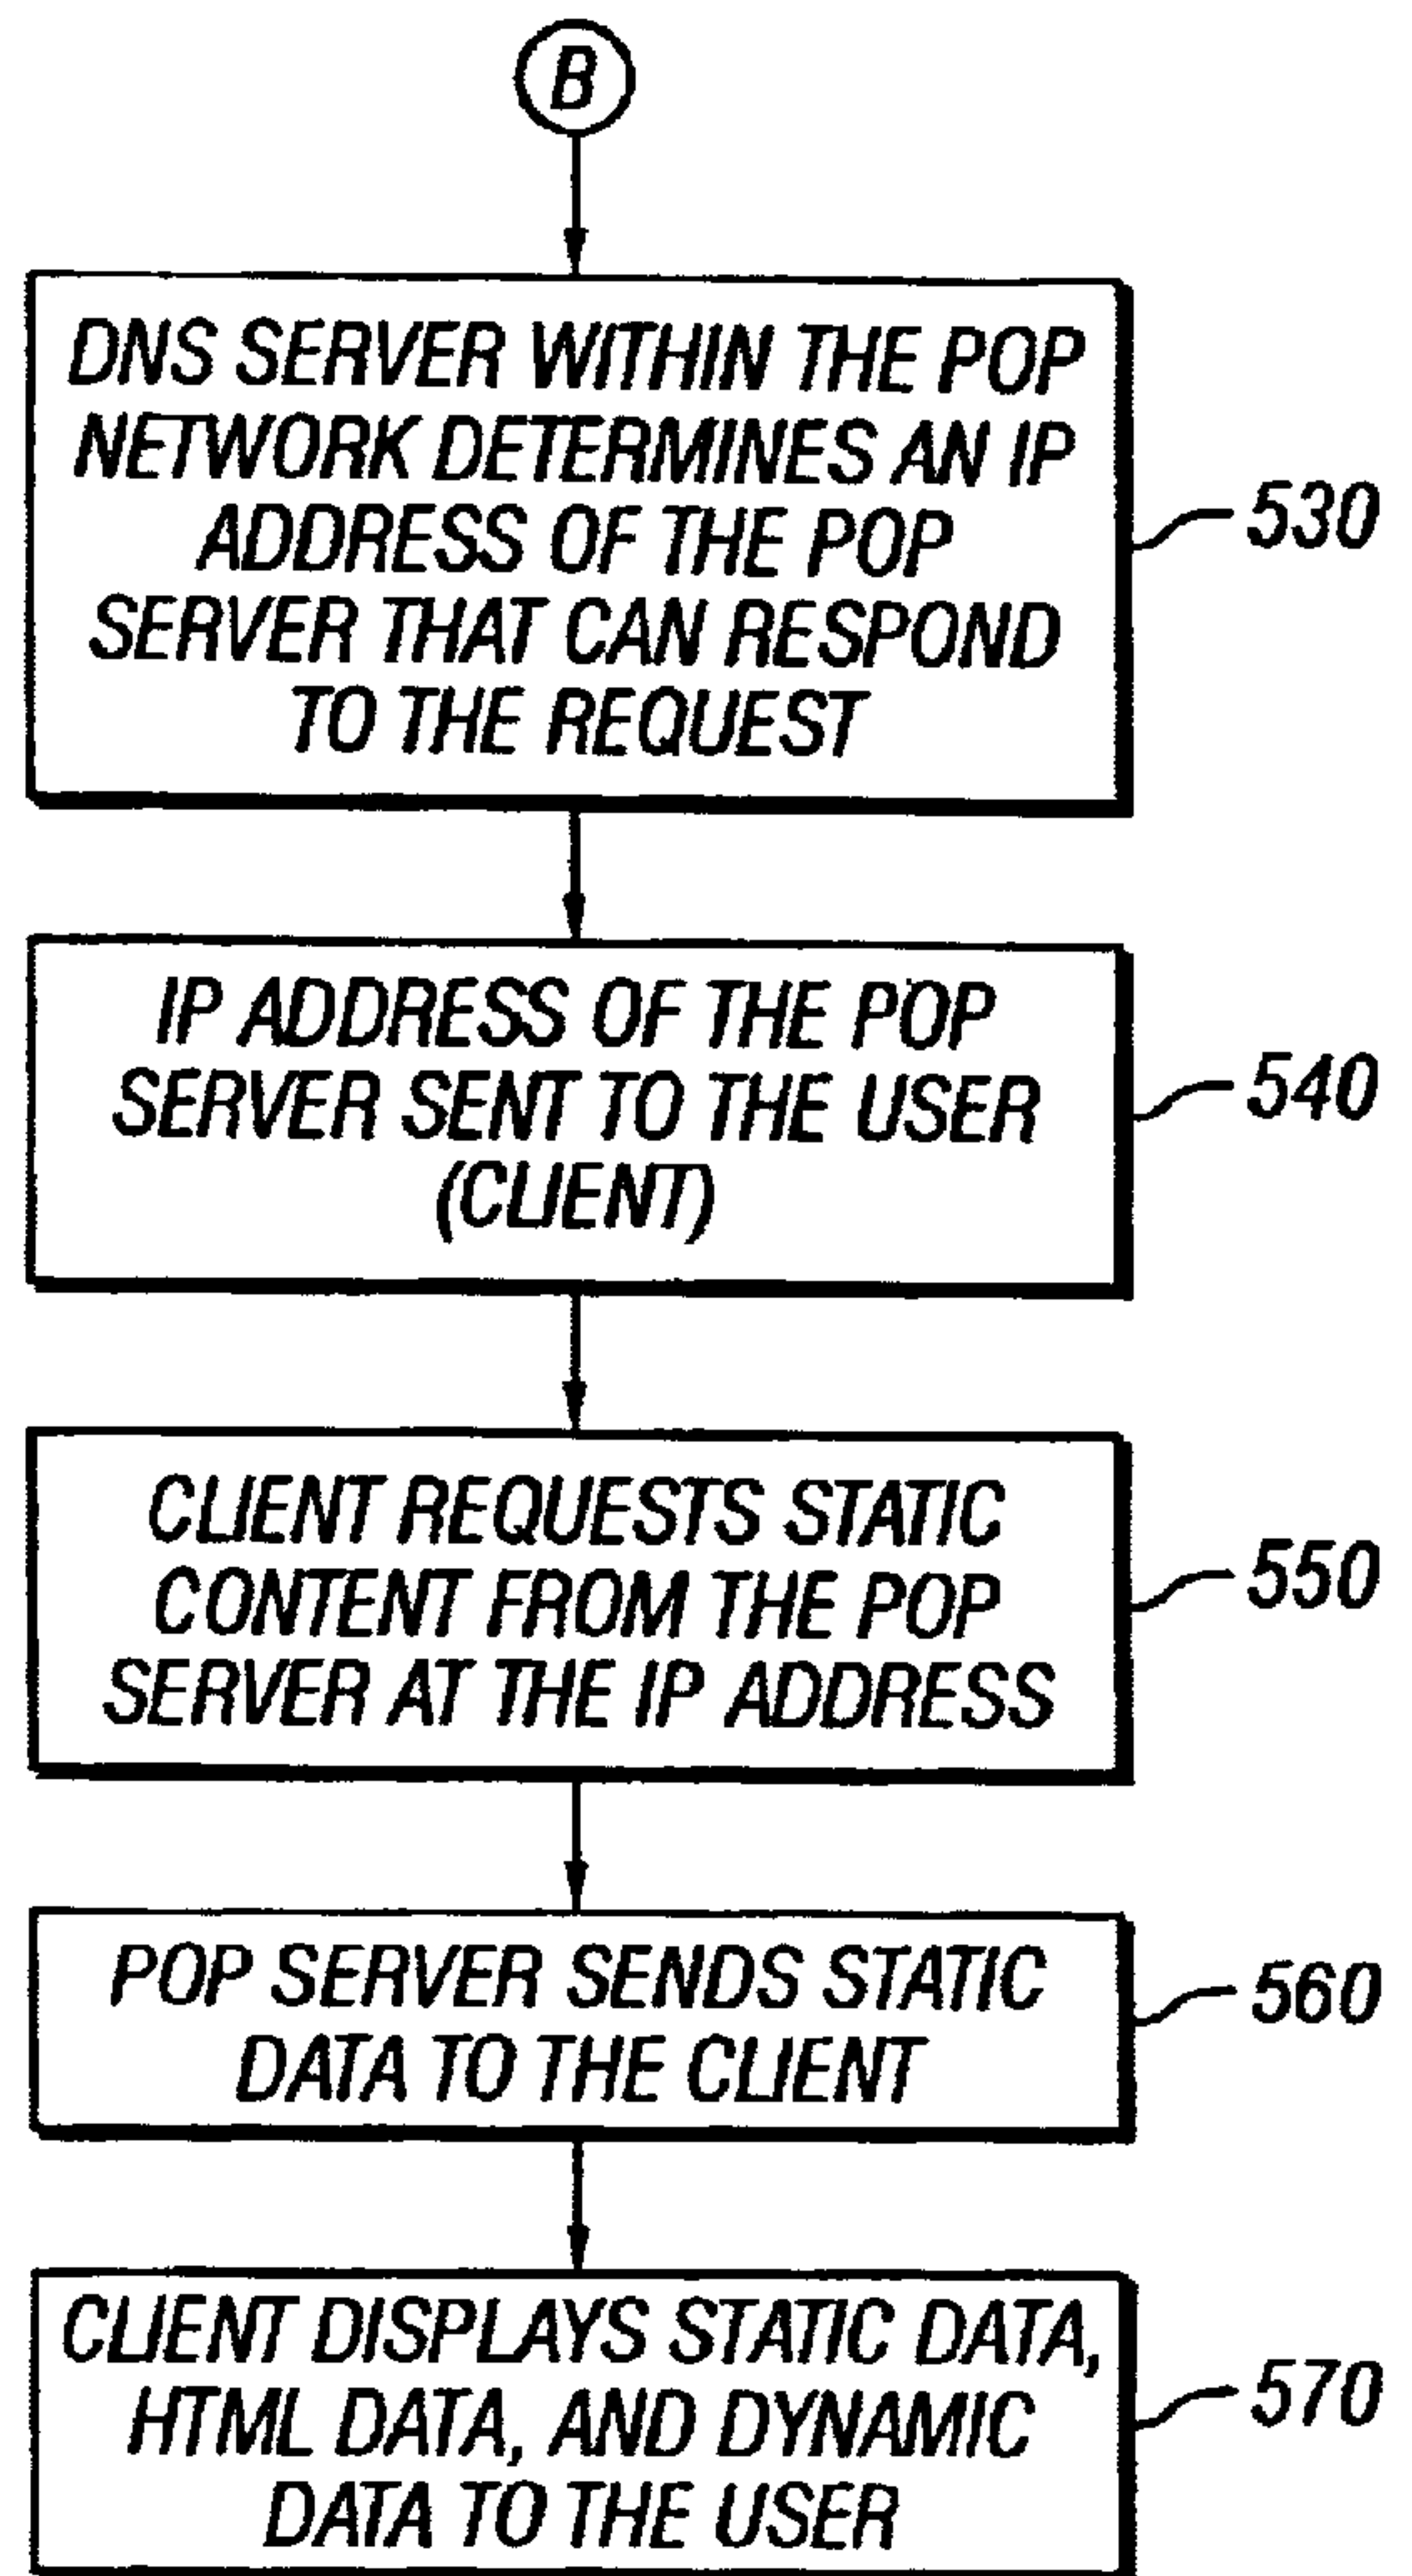 B
DNS SERVER WITHIN THE POP
NETWORK DETERMINES AN IP
ADDRESS OF THE POP
SERVER THAT CAN RESPOND
TO THE REQUEST
530
IP ADDRESS OF THE POP
SERVER SENT TO THE USER
(CLIENT)
540
CLIENT REQUESTS STATIC
CONTENT FROM THE POP
SERVER AT THE IP ADDRESS
550
POP SERVER SENDS STATIC
DATA TO THE CLIENT
560
CLIENT DISPLAYS STATIC DATA,
HTML DATA, AND DYNAMIC
DATA TO THE USER
570